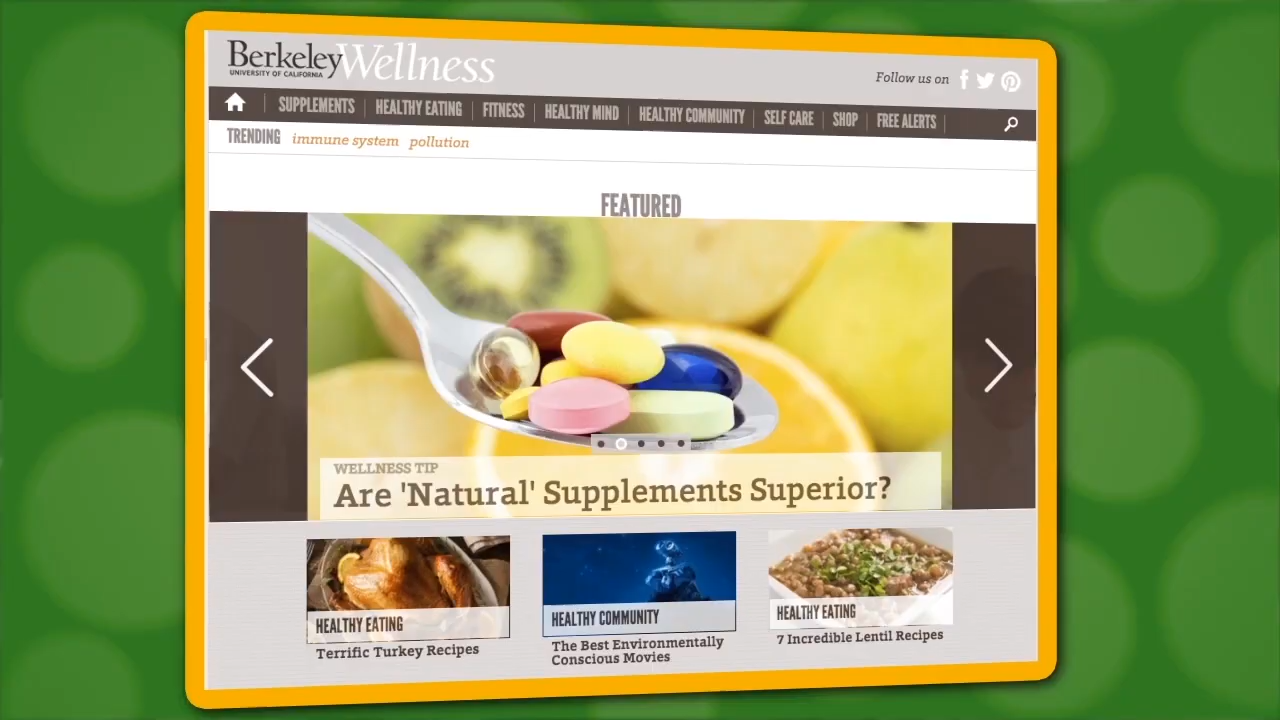 Berkeley Wellness
UNIVERSITY OF CALIFORNIA
Follow us on
SUPPLEMENTS HEALTHY EATING FITNESS HEALTHY MIND HEALTHY COMMUNITY SELF CARE SHOP FREE ALERTS
TRENDING immune system pollution
FEATURED
WELLNESS TIP
Are 'Natural' Supplements Superior?
HEALTHY EATING
Terrific Turkey Recipes
HEALTHY COMMUNITY
The Best Environmentally
Conscious Movies
HEALTHY EATING
7 Incredible Lentil Recipes